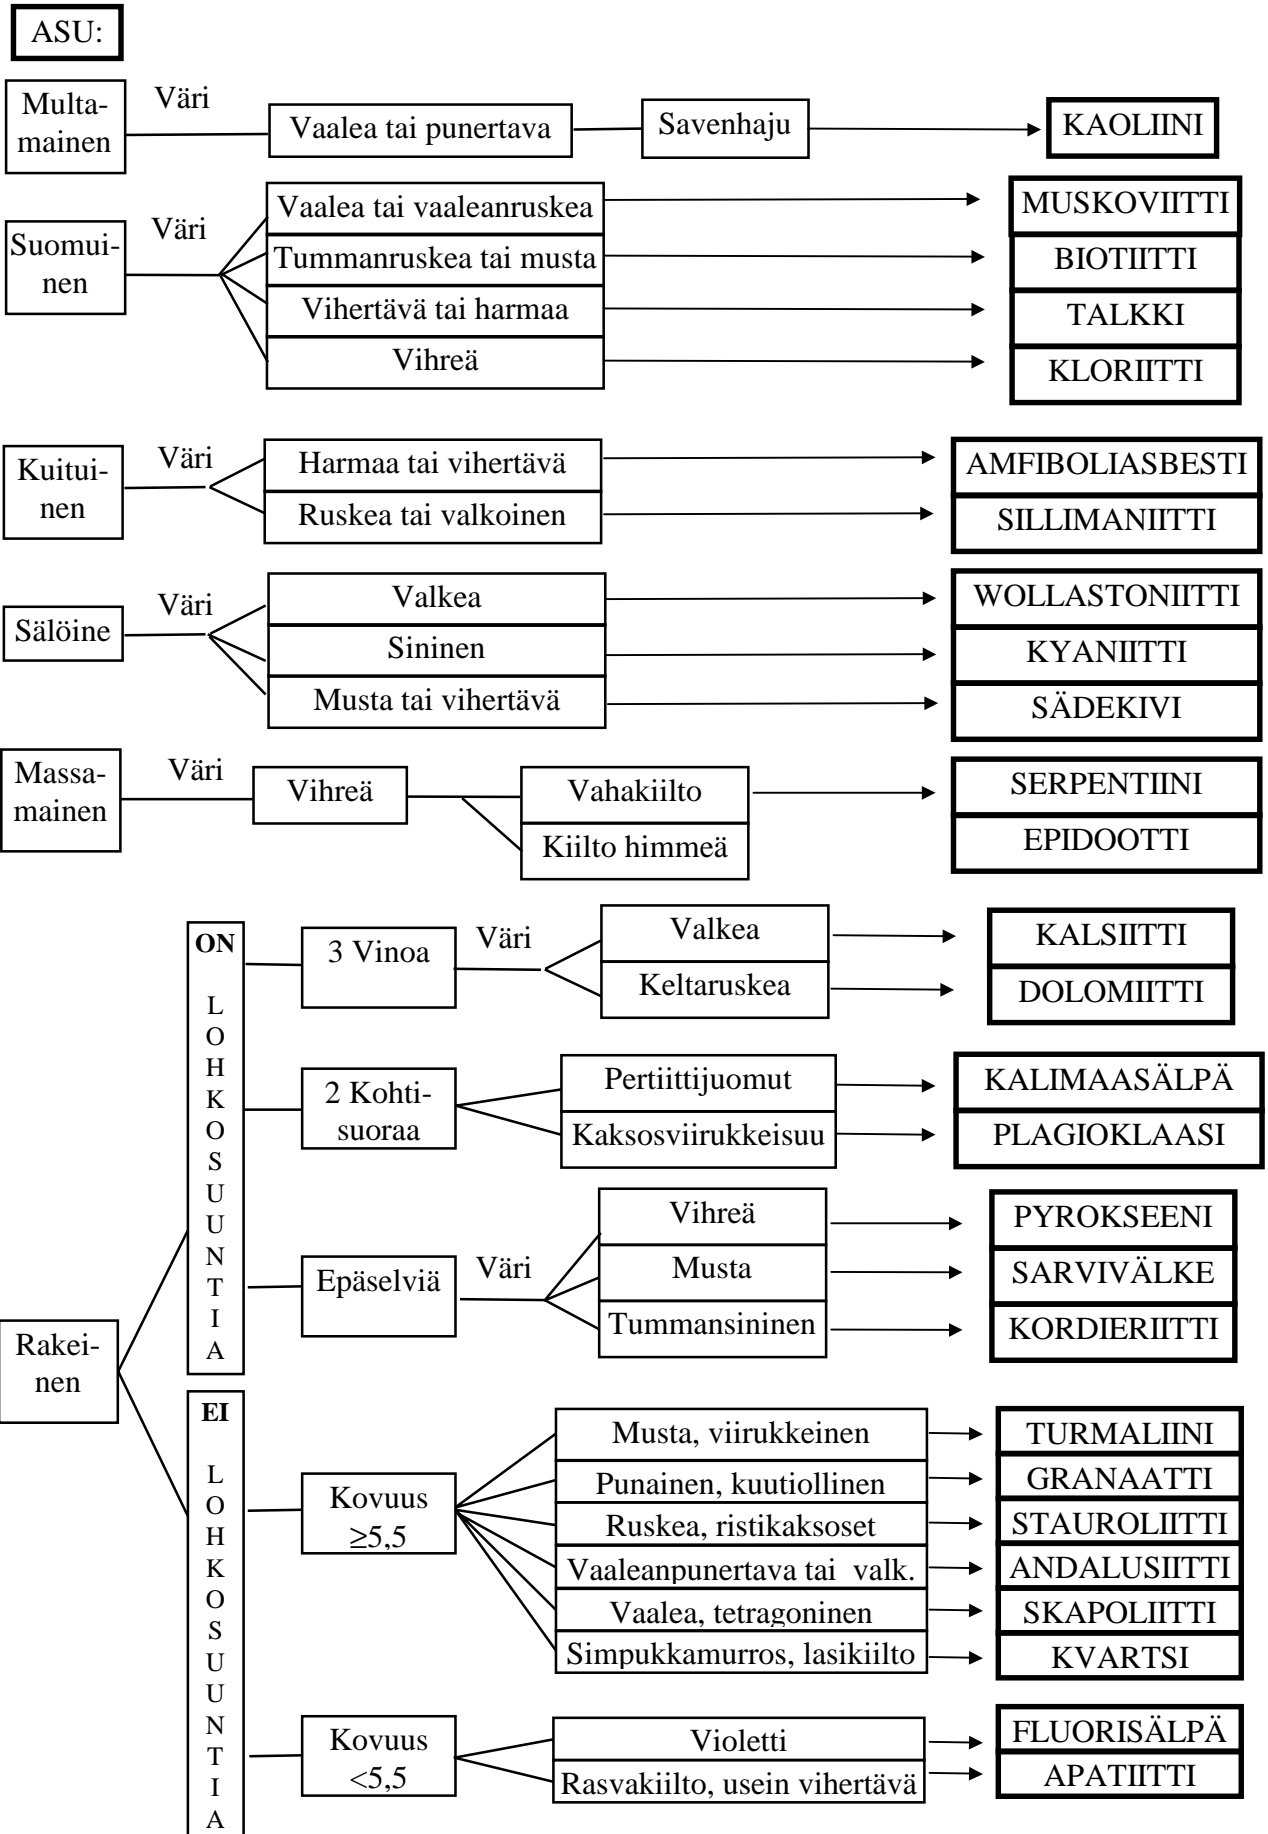 ASU:
Multa-
mainen
Väri
Vaalea tai punertava
Savenhaju
KAOLIINI
Suomui-
nen
Väri
Vaalea tai vaaleanruskea
MUSKOVIITTI
Tummanruskea tai musta
BIOTIITTI
Vihertävä tai harmaa
TALKKI
Vihreä
KLORIITTI
Kuitui-
nen
Väri
Harmaa tai vihertävä
AMFIBOLIASBESTI
Ruskea tai valkoinen
SILLIMANIITTI
Sälöine
Väri
Valkea
WOLLASTONIITTI
Sininen
KYANIITTI
Musta tai vihertävä
SÄDEKIVI
Massa-
mainen
Väri
Vihreä
Vahakiilto
SERPENTIINI
Kiilto himmeä
EPIDOOTTI
Rakei-
nen
ON
L
O
H
K
O
S
U
U
N
T
I
A
3 Vinoa
Väri
Valkea
KALSIITTI
Keltaruskea
DOLOMIITTI
2 Kohti-
suoraa
Pertiittijuomut
KALIMAASÄLPÄ
Kaksosviirukkeisuu
PLAGIOKLAASI
Epäselviä
Väri
Vihreä
PYROKSEENI
Musta
SARVIVÄLKE
Tummansininen
KORDIERIITTI
EI
L
O
H
K
O
S
U
U
N
T
I
A
Kovuus
≥5,5
Musta, viirukkeinen
TURMALIINI
Punainen, kuutiollinen
GRANAATTI
Ruskea, ristikaksoset
STAUROLIITTI
Vaaleanpunertava tai valk.
ANDALUSIITTI
Vaalea, tetragoninen
SKAPOLIITTI
Simpukkamurros, lasikiilto
KVARTSI
Kovuus
<5,5
Violetti
FLUORISÄLPÄ
Rasvakiilto, usein vihertävä
APATIITTI